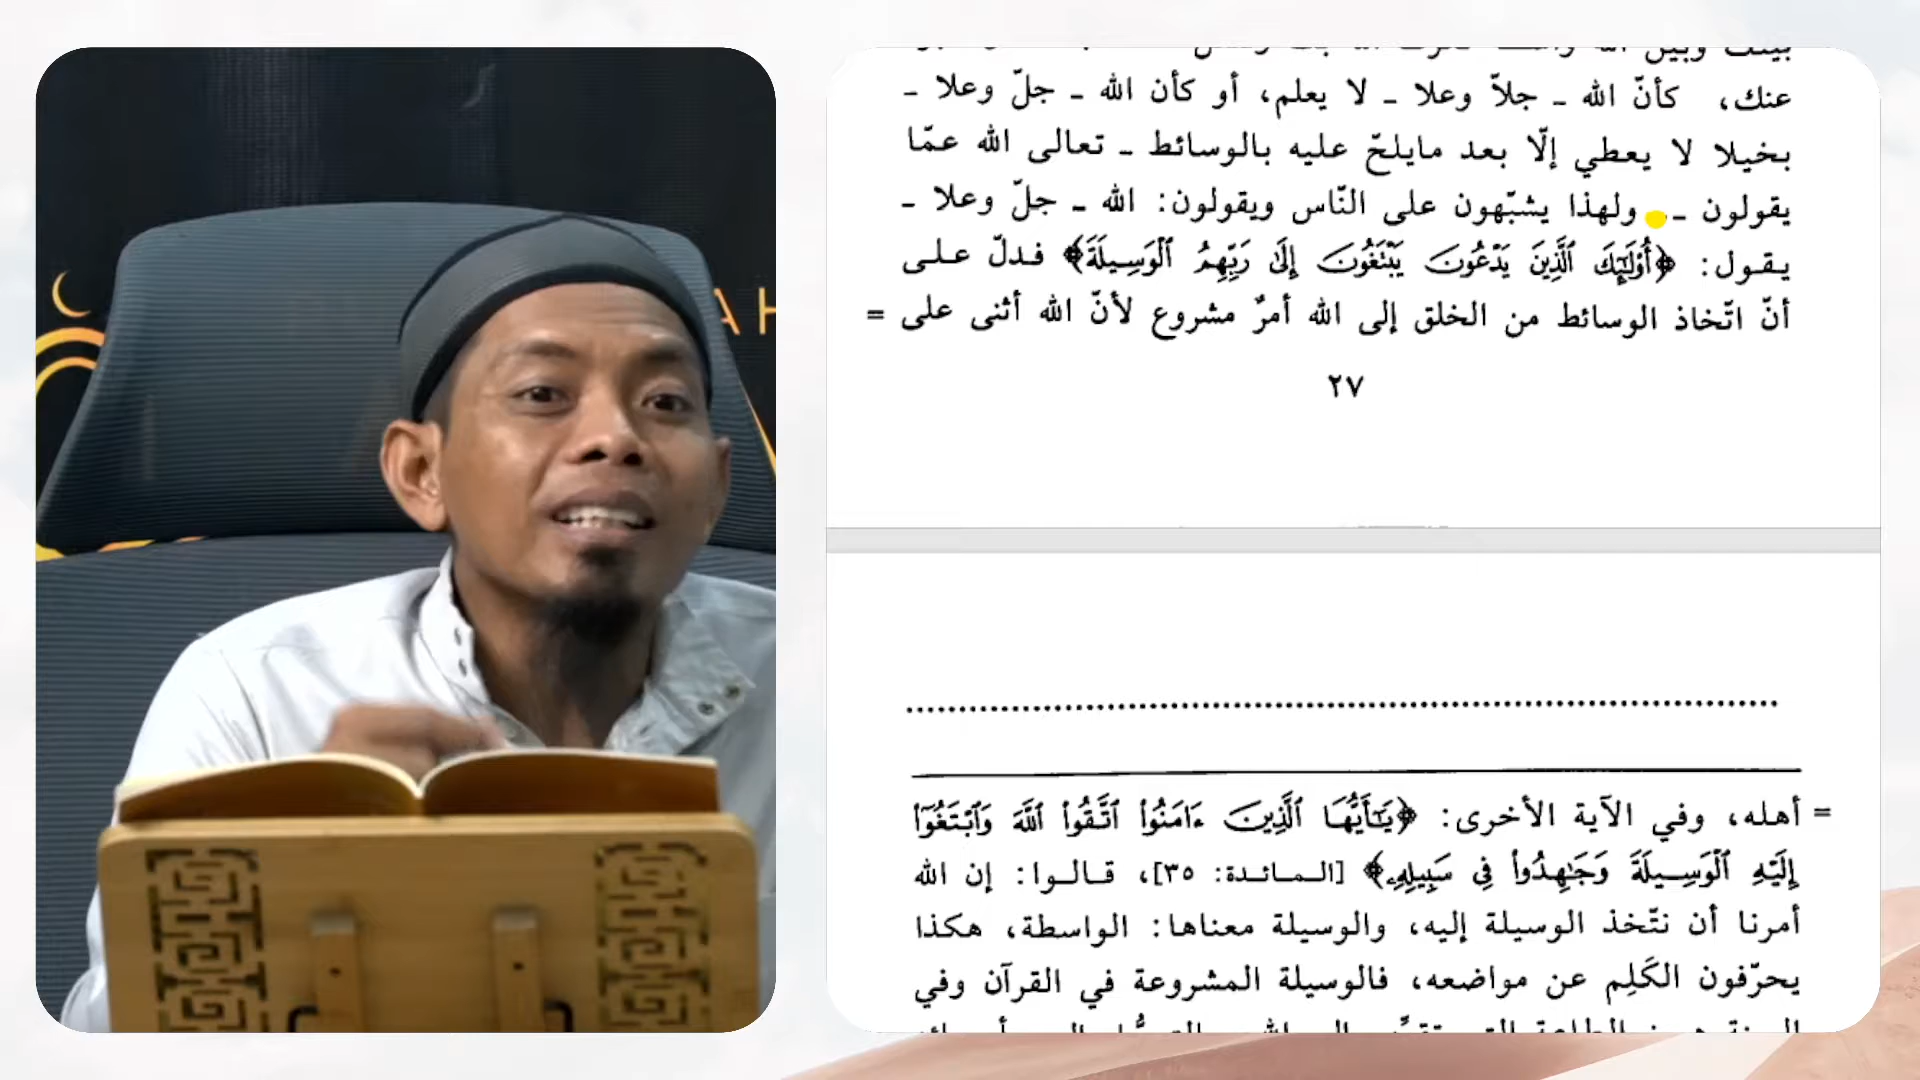 عنك، كأنّ الله ـ جلّا وعلا ـ لا يعلم، أو كأن الله ـ جلّ وعلا ـ
بخيلا لا يعطي إلّا بعد مايلحّ عليه بالوسائط ـ تعالى الله عمّا
يقولون ـ. ولهذا يشبّهون على النّاس ويقولون: الله ـ جلّ وعلا ـ
يقول: ﴿أُوْلَٰٓئِكَ ٱلَّذِينَ يَدْعُونَ يَبْتَغُونَ إِلَىٰ رَبِّهِمُ ٱلْوَسِيلَةَ﴾ فدلّ على
أنّ اتّخاذ الوسائط من الخلق إلى الله أمرٌ مشروع لأنّ الله أثنى على =
٢٧
= أهله، وفي الآية الأخرى: ﴿يَٰٓأَيُّهَا ٱلَّذِينَ ءَامَنُواْ ٱتَّقُواْ ٱللَّهَ وَٱبْتَغُوٓاْ
إِلَيْهِ ٱلْوَسِيلَةَ وَجَٰهِدُواْ فِى سَبِيلِهِۦ﴾ [المائدة: ٣٥]، قالوا: إن الله
أمرنا أن نتّخذ الوسيلة إليه، والوسيلة معناها: الواسطة، هكذا
يحرّفون الكَلِم عن مواضعه، فالوسيلة المشروعة في القرآن وفي